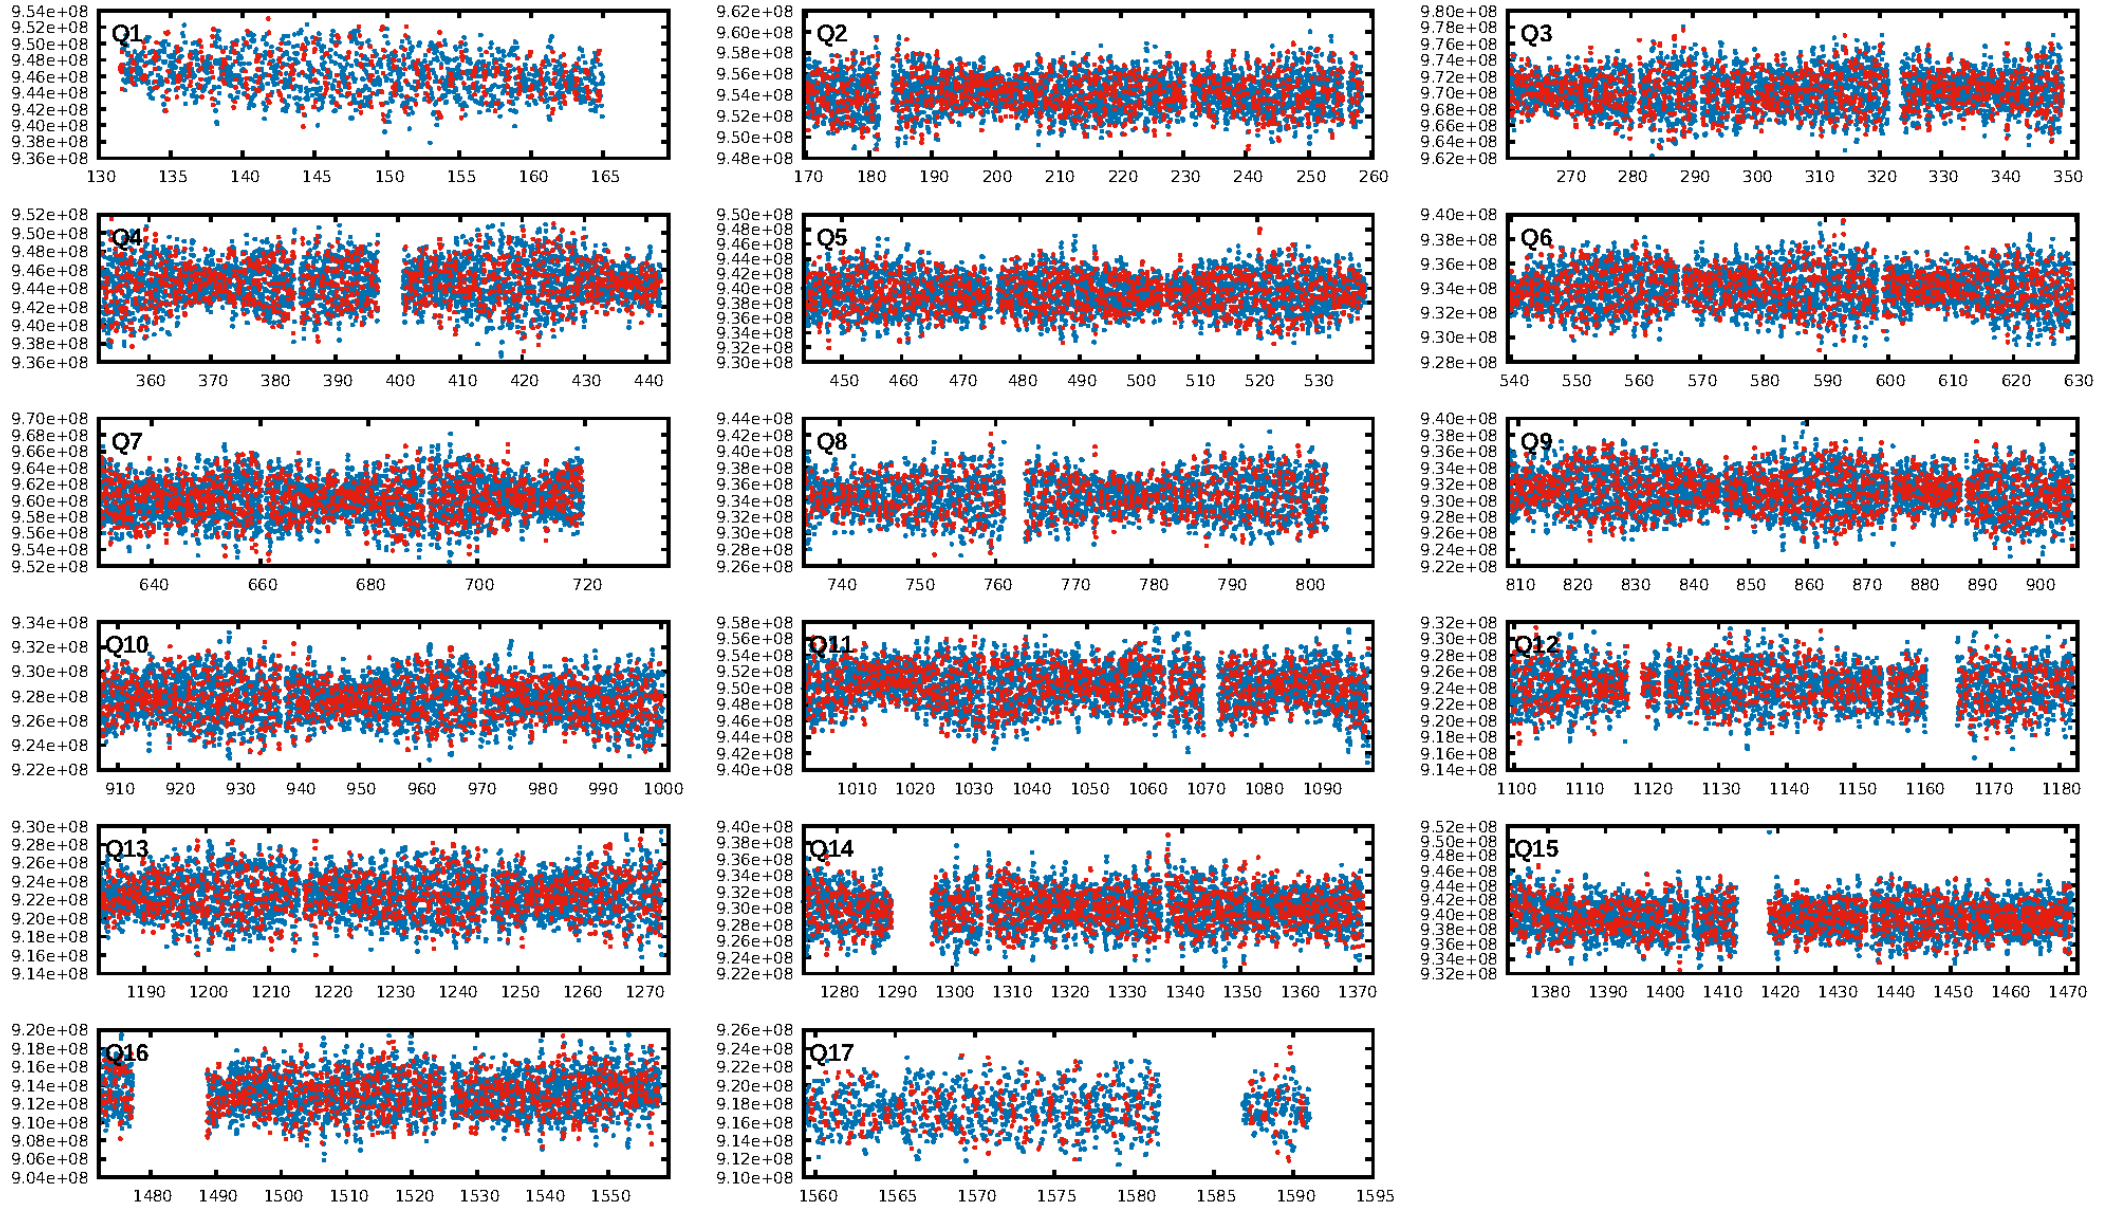 9.54e+08
9.52e+08
9.50e+08
9.48e+08
9.46e+08
9.44e+08
9.42e+08
9.40e+08
9.38e+08
9.36e+08
Q1
130 135 140 145 150 155 160 165
9.62e+08
9.60e+08
9.58e+08
9.56e+08
9.54e+08
9.52e+08
9.50e+08
9.48e+08
Q2
170 180 190 200 210 220 230 240 250 260
9.80e+08
9.78e+08
9.76e+08
9.74e+08
9.72e+08
9.70e+08
9.68e+08
9.66e+08
9.64e+08
9.62e+08
Q3
270 280 290 300 310 320 330 340 350
9.52e+08
9.50e+08
9.48e+08
9.46e+08
9.44e+08
9.42e+08
9.40e+08
9.38e+08
9.36e+08
Q4
360 370 380 390 400 410 420 430 440
9.50e+08
9.48e+08
9.46e+08
9.44e+08
9.42e+08
9.40e+08
9.38e+08
9.36e+08
9.34e+08
9.32e+08
9.30e+08
Q5
450 460 470 480 490 500 510 520 530
9.40e+08
9.38e+08
9.36e+08
9.34e+08
9.32e+08
9.30e+08
9.28e+08
Q6
540 550 560 570 580 590 600 610 620 630
9.70e+08
9.68e+08
9.66e+08
9.64e+08
9.62e+08
9.60e+08
9.58e+08
9.56e+08
9.54e+08
9.52e+08
Q7
640 660 680 700 720
9.44e+08
9.42e+08
9.40e+08
9.38e+08
9.36e+08
9.34e+08
9.32e+08
9.30e+08
9.28e+08
9.26e+08
Q8
740 750 760 770 780 790 800
9.40e+08
9.38e+08
9.36e+08
9.34e+08
9.32e+08
9.30e+08
9.28e+08
9.26e+08
9.24e+08
9.22e+08
Q9
810 820 830 840 850 860 870 880 890 900
9.34e+08
9.32e+08
9.30e+08
9.28e+08
9.26e+08
9.24e+08
9.22e+08
Q10
910 920 930 940 950 960 970 980 990 1000
9.58e+08
9.56e+08
9.54e+08
9.52e+08
9.50e+08
9.48e+08
9.46e+08
9.44e+08
9.42e+08
9.40e+08
Q11
1010 1020 1030 1040 1050 1060 1070 1080 1090
9.32e+08
9.30e+08
9.28e+08
9.26e+08
9.24e+08
9.22e+08
9.20e+08
9.18e+08
9.16e+08
9.14e+08
Q12
1100 1110 1120 1130 1140 1150 1160 1170 1180
9.30e+08
9.28e+08
9.26e+08
9.24e+08
9.22e+08
9.20e+08
9.18e+08
9.16e+08
9.14e+08
Q13
1190 1200 1210 1220 1230 1240 1250 1260 1270
9.40e+08
9.38e+08
9.36e+08
9.34e+08
9.32e+08
9.30e+08
9.28e+08
9.26e+08
9.24e+08
9.22e+08
Q14
1280 1290 1300 1310 1320 1330 1340 1350 1360 1370
9.52e+08
9.50e+08
9.48e+08
9.46e+08
9.44e+08
9.42e+08
9.40e+08
9.38e+08
9.36e+08
9.34e+08
9.32e+08
Q15
1380 1390 1400 1410 1420 1430 1440 1450 1460 1470
9.20e+08
9.18e+08
9.16e+08
9.14e+08
9.12e+08
9.10e+08
9.08e+08
9.06e+08
9.04e+08
Q16
1480 1490 1500 1510 1520 1530 1540 1550
9.26e+08
9.24e+08
9.22e+08
9.20e+08
9.18e+08
9.16e+08
9.14e+08
9.12e+08
9.10e+08
Q17
1560 1565 1570 1575 1580 1585 1590 1595